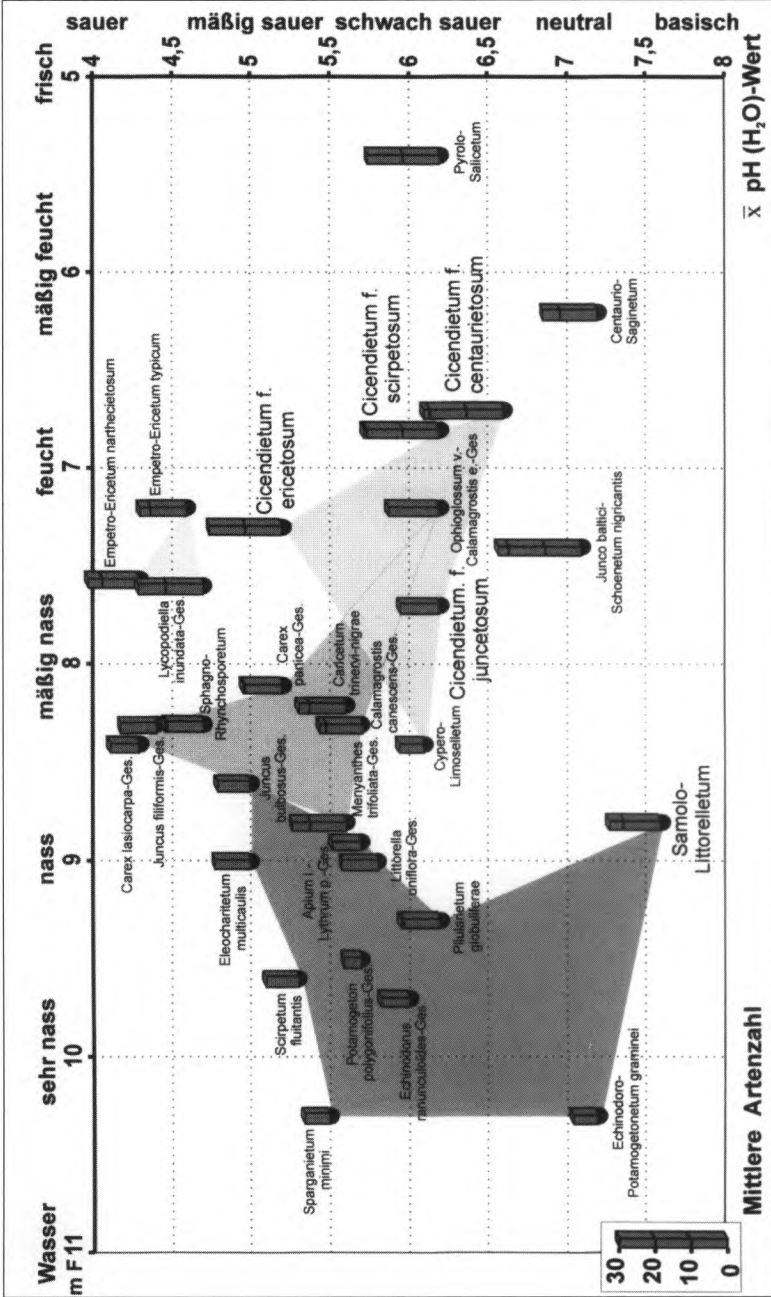 sauer
mäßig sauer
schwach sauer
neutral
basisch
4
4,5
5
5,5
6
6,5
7
7,5
8
x̄ pH (H₂O)-Wert
frisch
5
mäßig feucht
6
feucht
7
mäßig nass
8
nass
9
sehr nass
10
Wasser
m F 11
Pyrolo-
Salicetum
Centaurio-
Saginetum
Cicendietum f.
scirpetosum
Cicendietum f.
centaurietosum
Empetro-Ericetum narthecietosum
Empetro-Ericetum typicum
Cicendietum f.
ericetosum
Ophioglossum v.-
Calamagrostis e.-Ges
Junco baltici-
Schoenetum nigricantis
Lycopodiella
inundata-Ges.
Cicendietum. f.
juncetosum
Sphagno-
Rhynchosporetum
Carex
panicea-Ges.
Caricetum
trinervi-nigrae
Calamagrostis
canescens-Ges.
Carex lasiocarpa-Ges.
Juncus filiformis-Ges.
Cypero-
Limoselletum
Juncus
bulbosus-Ges.
Menyanthes
trifoliata-Ges.
Samolo-
Littorelletum
Eleocharitetum
multicaulis
Apium i.-
Lythrum p.-Ges.
Littorella
uniflora-Ges.
Pilularietum
globuliferae
Scirpetum
fluitantis
Potamogeton
polygonifolius-Ges.
Echinodorus
ranunculoides-Ges.
Sparganietum
minimi
Echinodoro-
Potamogetonetum graminei
30
20
10
0
Mittlere Artenzahl